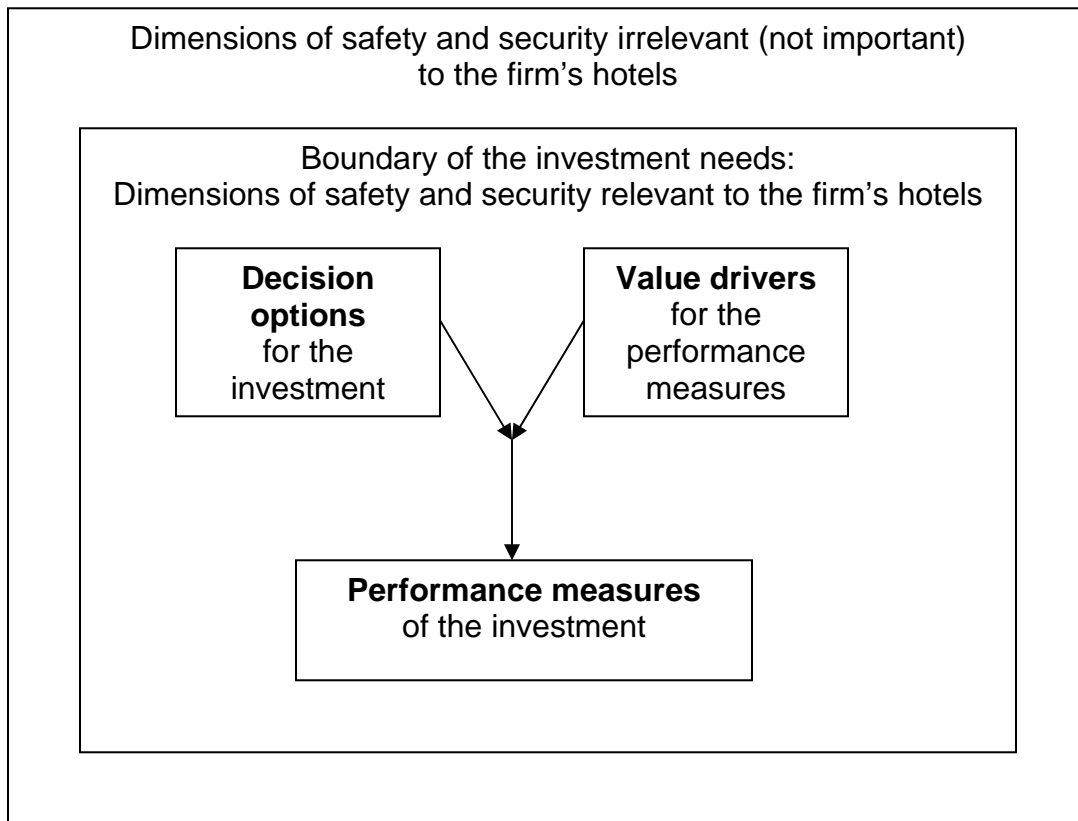 Dimensions of safety and security irrelevant (not important)
to the firm's hotels
Boundary of the investment needs:
Dimensions of safety and security relevant to the firm's hotels
Decision
options
for the
investment
Value drivers
for the
performance
measures
Performance measures
of the investment